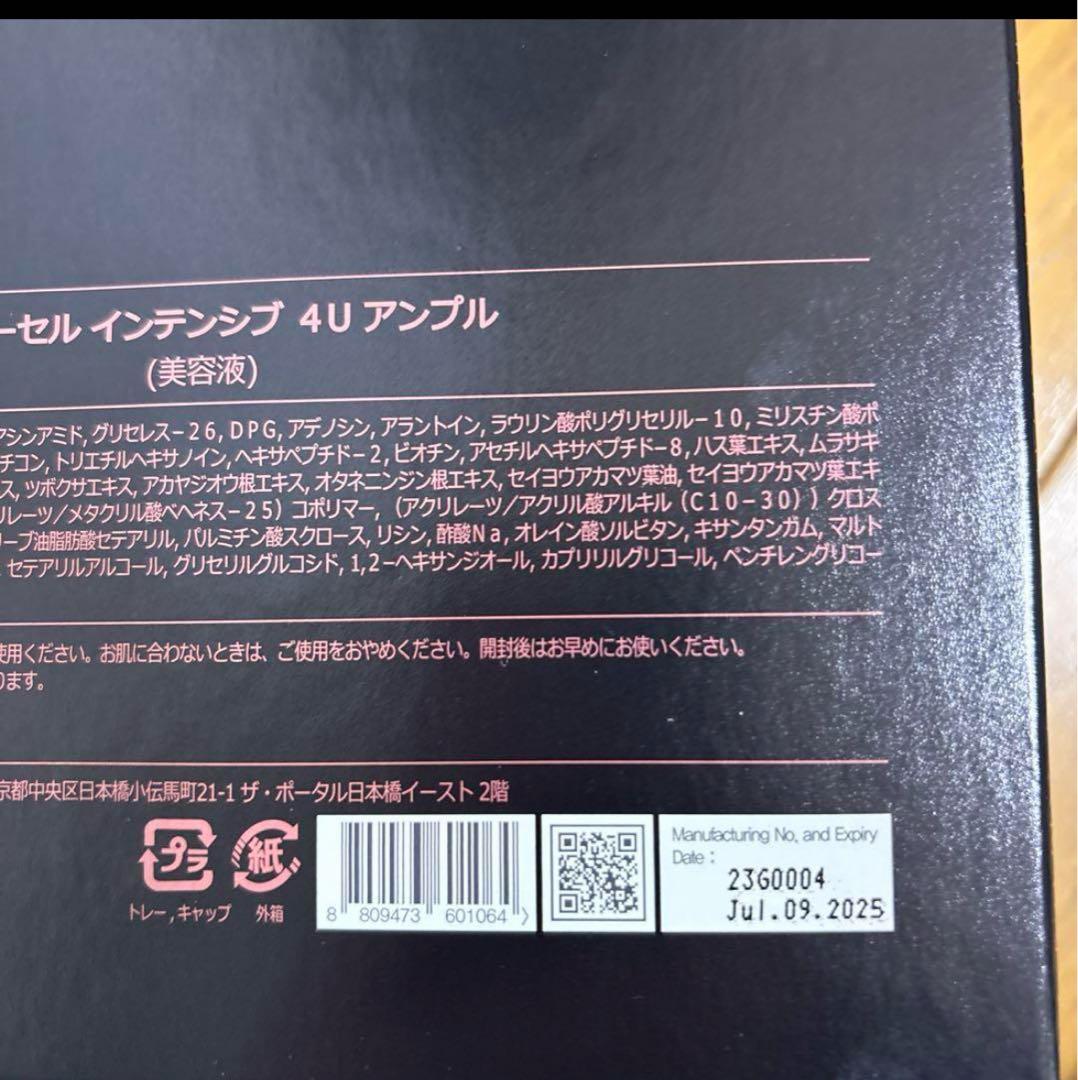 ーセル インテンシブ 4U アンプル
(美容液)
アシンアミド, グリセレス-26, DPG, アデノシン, アラントイン, ラウリン酸ポリグリセリル-10, ミリスチン酸ポ
チコン, トリエチルヘキサノイン, ヘキサペプチド-2, ビオチン, アセチルヘキサペプチド-8, ハス葉エキス, ムラサキ
ス, ツボクサエキス, アカヤジオウ根エキス, オタネニンジン根エキス, セイヨウアカマツ葉油, セイヨウアカマツ葉エキ
リレーツ/メタクリル酸ベヘネス-25) コポリマー, (アクリレーツ/アクリル酸アルキル (C10-30)) クロス
リーブ油脂肪酸セテアリル, パルミチン酸スクロース, リシン, 酢酸Na, オレイン酸ソルビタン, キサンタンガム, マルト
セテアリルアルコール, グリセリルグルコシド, 1,2-ヘキサンジオール, カプリリルグリコール, ペンチレングリコー
使用ください。お肌に合わないときは、ご使用をおやめください。開封後はお早めにお使いください。
ります。
京都中央区日本橋小伝馬町21-1 ザ・ポータル日本橋イースト 2階
プラ 紙
トレー, キャップ 外箱
8 809473 601064 >
Manufacturing No, and Expiry
Date :
23G0004
Jul.09.2025